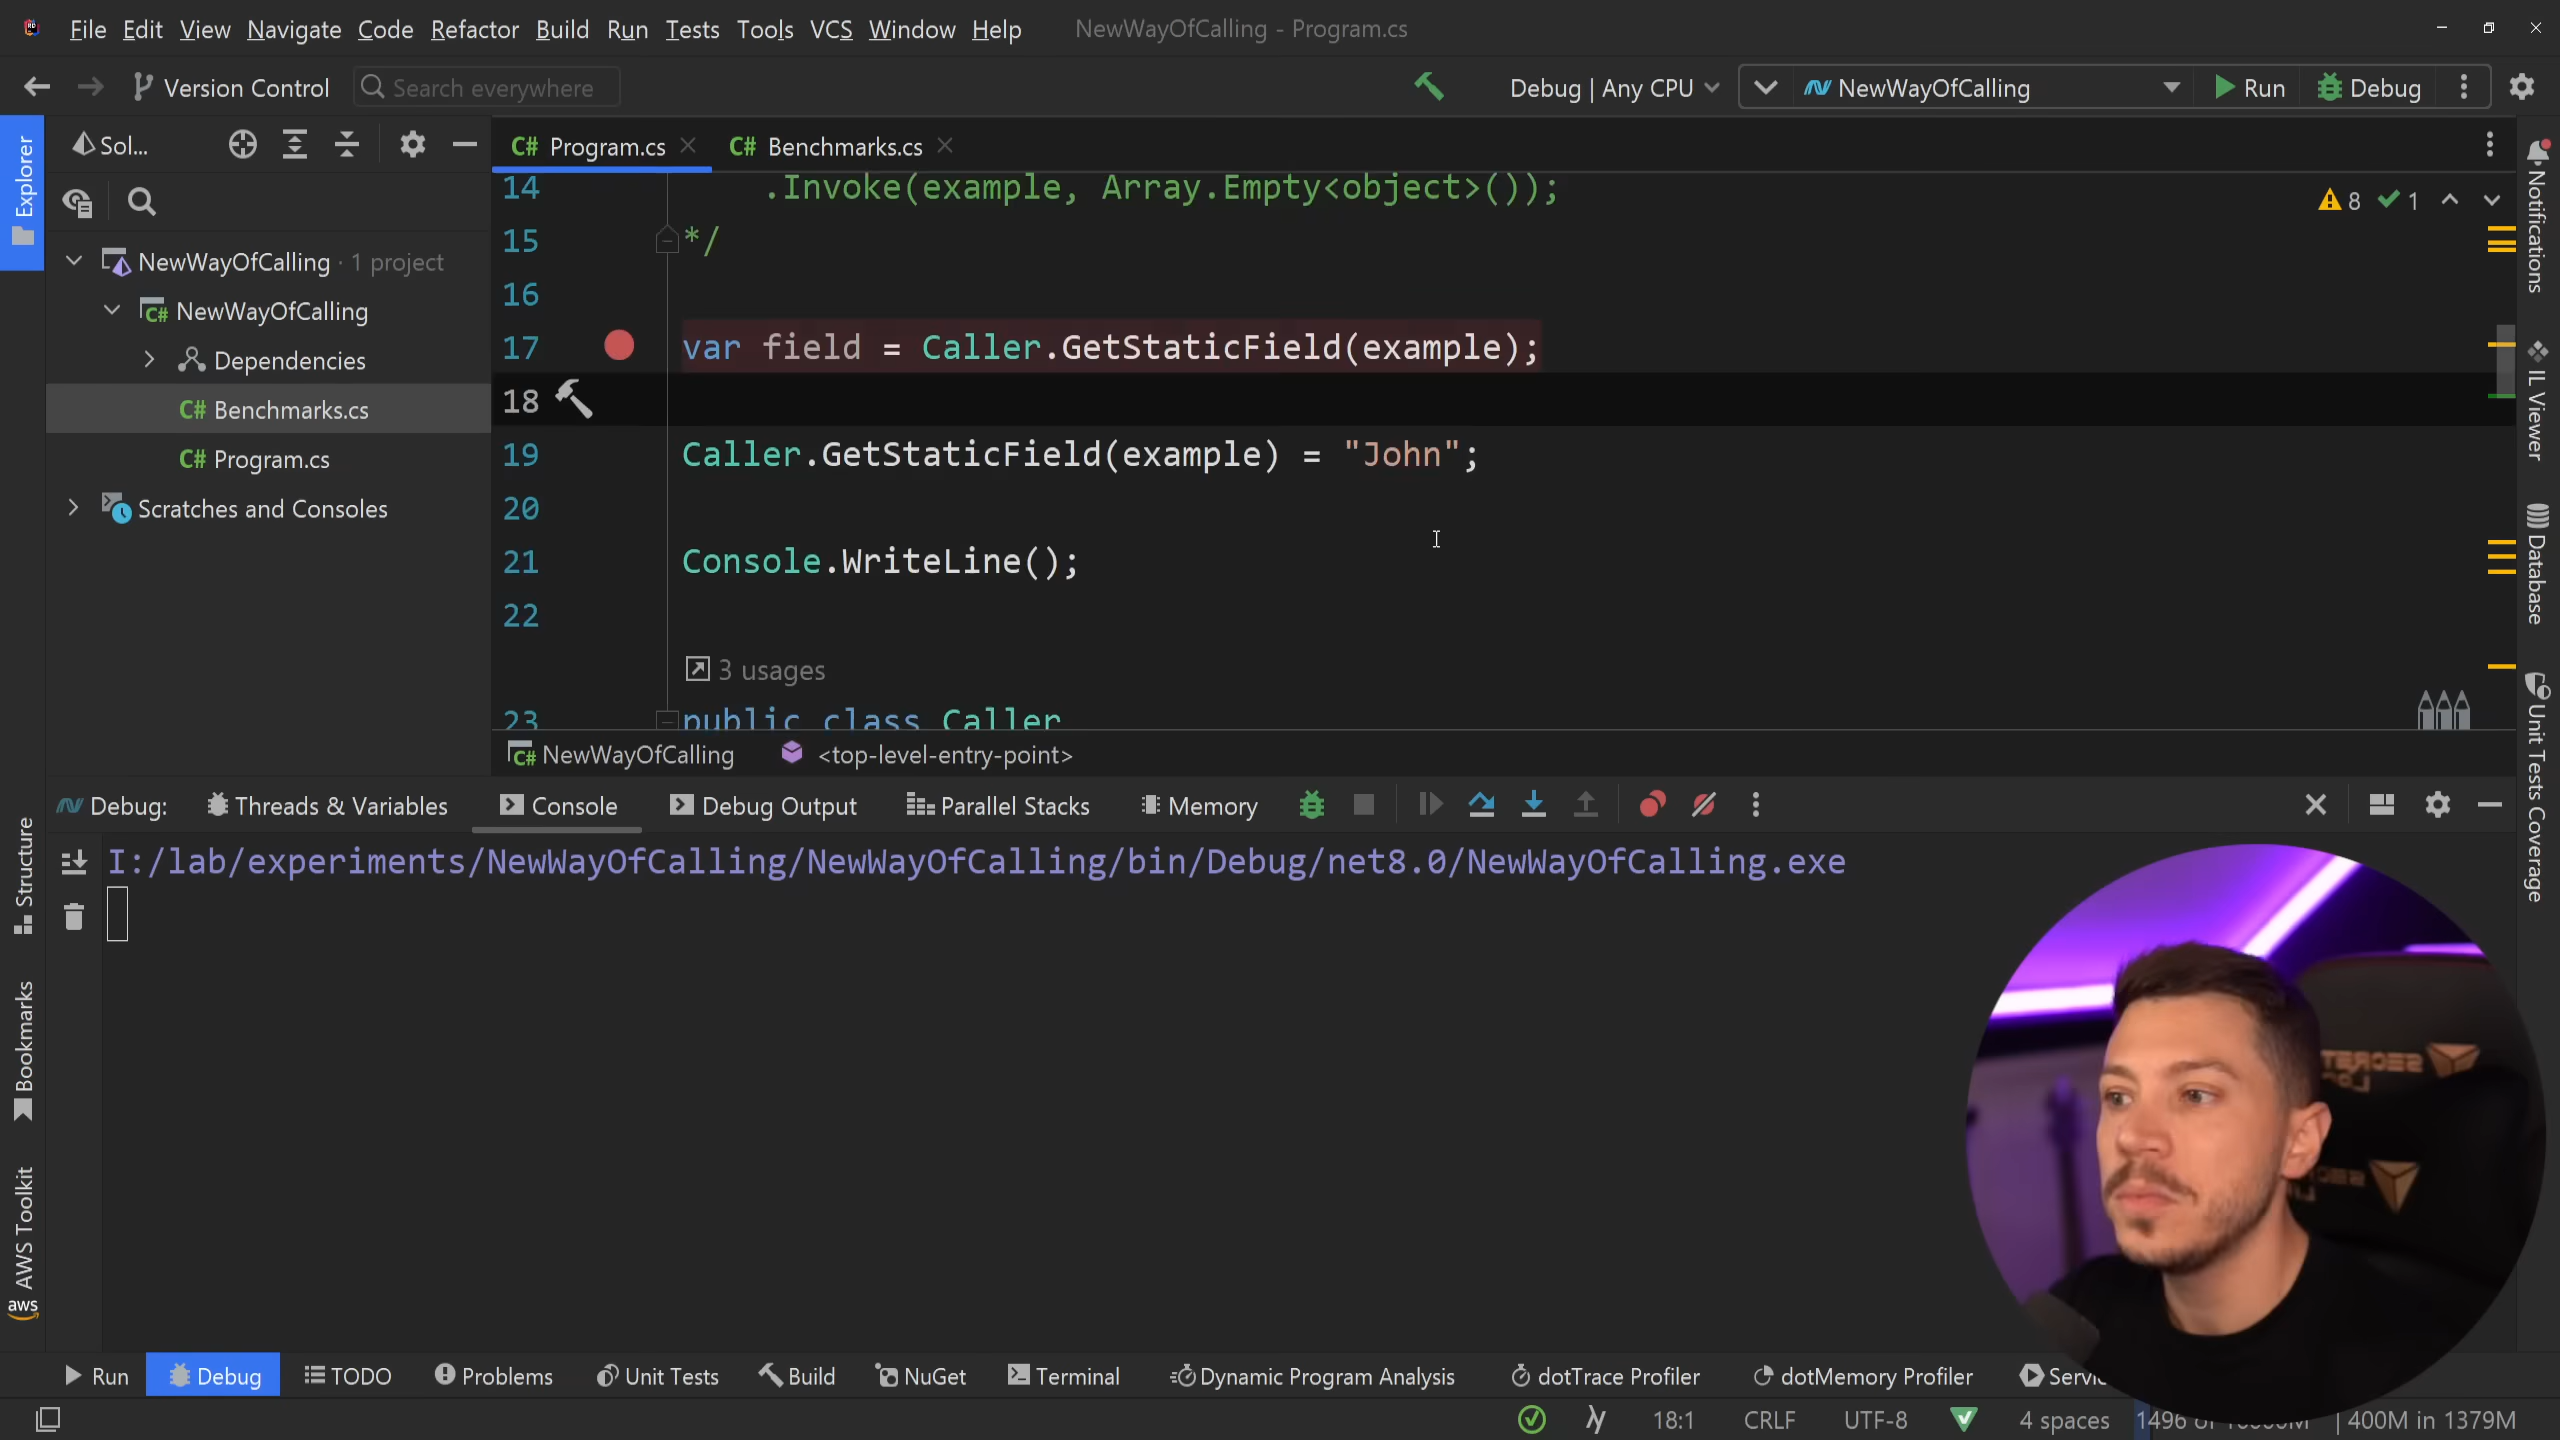 File Edit View Navigate Code Refactor Build Run Tests Tools VCS Window Help NewWayOfCalling - Program.cs
Version Control Search everywhere Debug | Any CPU NewWayOfCalling Run Debug
Explorer
Sol...
NewWayOfCalling · 1 project
NewWayOfCalling
Dependencies
C# Benchmarks.cs
C# Program.cs
Scratches and Consoles
C# Program.cs C# Benchmarks.cs
8 1
14 .Invoke(example, Array.Empty<object>());
15 */
16
17 var field = Caller.GetStaticField(example);
18
19 Caller.GetStaticField(example) = "John";
20
21 Console.WriteLine();
22
3 usages
23 public class Caller
C# NewWayOfCalling <top-level-entry-point>
Notifications
IL Viewer
Database
Unit Tests Coverage
Debug: Threads & Variables Console Debug Output Parallel Stacks Memory
I:/lab/experiments/NewWayOfCalling/NewWayOfCalling/bin/Debug/net8.0/NewWayOfCalling.exe
Structure
Bookmarks
AWS Toolkit
aws
SECRET
Run Debug TODO Problems Unit Tests Build NuGet Terminal Dynamic Program Analysis dotTrace Profiler dotMemory Profiler
18:1 CRLF UTF-8 4 spaces 1496 of 400M in 1379M